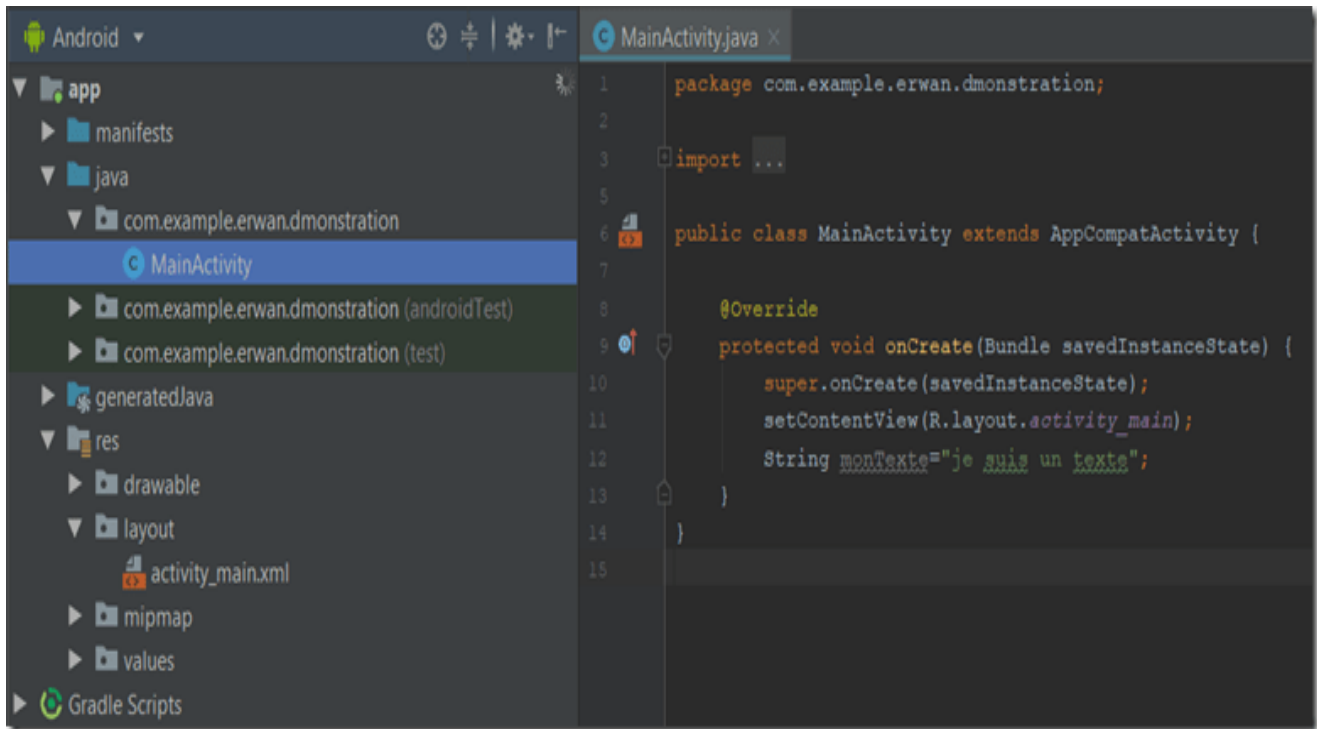 Android
app
manifests
java
com.example.erwan.dmonstration
MainActivity
com.example.erwan.dmonstration (androidTest)
com.example.erwan.dmonstration (test)
generatedJava
res
drawable
layout
activity_main.xml
mipmap
values
Gradle Scripts
MainActivity.java
1 package com.example.erwan.dmonstration;
2
3 import ...
5
6 public class MainActivity extends AppCompatActivity {
7
8 @Override
9 protected void onCreate(Bundle savedInstanceState) {
10 super.onCreate(savedInstanceState);
11 setContentView(R.layout.activity_main);
12 String monTexte="je suis un texte";
13 }
14 }
15